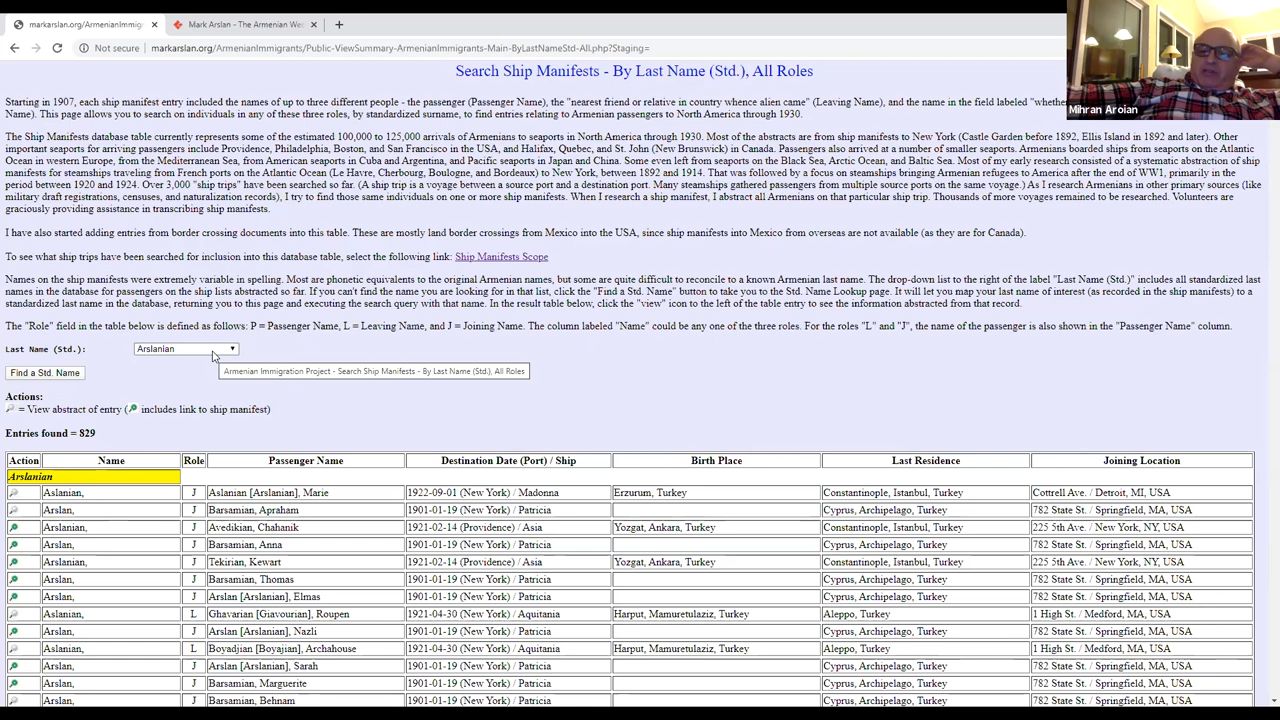 markarslan.org/ArmenianImmig
Mark Arslan - The Armenian Wee
Not secure
markarslan.org/ArmenianImmigrants/Public-ViewSummary-ArmenianImmigrants-Main-ByLastNameStd-All.php?Staging=
Mihran Aroian
Search Ship Manifests - By Last Name (Std.), All Roles
Starting in 1907, each ship manifest entry included the names of up to three different people - the passenger (Passenger Name), the "nearest friend or relative in country whence alien came" (Leaving Name), and the name in the field labeled "wheth
Name). This page allows you to search on individuals in any of these three roles, by standardized surname, to find entries relating to Armenian passengers to North America through 1930.
The Ship Manifests database table currently represents some of the estimated 100,000 to 125,000 arrivals of Armenians to seaports in North America through 1930. Most of the abstracts are from ship manifests to New York (Castle Garden before 1892, Ellis Island in 1892 and later). Other
important seaports for arriving passengers include Providence, Philadelphia, Boston, and San Francisco in the USA, and Halifax, Quebec, and St. John (New Brunswick) in Canada. Passengers also arrived at a number of smaller seaports. Armenians boarded ships from seaports on the Atlantic
Ocean in western Europe, from the Mediterranean Sea, from American seaports in Cuba and Argentina, and Pacific seaports in Japan and China. Some even left from seaports on the Black Sea, Arctic Ocean, and Baltic Sea. Most of my early research consisted of a systematic abstraction of ship
manifests for steamships traveling from French ports on the Atlantic Ocean (Le Havre, Cherbourg, Boulogne, and Bordeaux) to New York, between 1892 and 1914. That was followed by a focus on steamships bringing Armenian refugees to America after the end of WW1, primarily in the
period between 1920 and 1924. Over 3,000 "ship trips" have been searched so far. (A ship trip is a voyage between a source port and a destination port. Many steamships gathered passengers from multiple source ports on the same voyage.) As I research Armenians in other primary sources (like
military draft registrations, censuses, and naturalization records), I try to find those same individuals on one or more ship manifests. When I research a ship manifest, I abstract all Armenians on that particular ship trip. Thousands of more voyages remained to be researched. Volunteers are
graciously providing assistance in transcribing ship manifests.
I have also started adding entries from border crossing documents into this table. These are mostly land border crossings from Mexico into the USA, since ship manifests into Mexico from overseas are not available (as they are for Canada).
To see what ship trips have been searched for inclusion into this database table, select the following link: Ship Manifests Scope
Names on the ship manifests were extremely variable in spelling. Most are phonetic equivalents to the original Armenian names, but some are quite difficult to reconcile to a known Armenian last name. The drop-down list to the right of the label "Last Name (Std.)" includes all standardized last
names in the database for passengers on the ship lists abstracted so far. If you can't find the name you are looking for in that list, click the "Find a Std. Name" button to take you to the Std. Name Lookup page. It will let you map your last name of interest (as recorded in the ship manifests) to a
standardized last name in the database, returning you to this page and executing the search query with that name. In the result table below, click the "view" icon to the left of the table entry to see the information abstracted from that record.
The "Role" field in the table below is defined as follows: P = Passenger Name, L = Leaving Name, and J = Joining Name. The column labeled "Name" could be any one of the three roles. For the roles "L" and "J", the name of the passenger is also shown in the "Passenger Name" column.
Last Name (Std.): Arslanian
Find a Std. Name
Armenian Immigration Project - Search Ship Manifests - By Last Name (Std.), All Roles
Actions:
= View abstract of entry ( includes link to ship manifest)
Entries found = 829
Action Name Role Passenger Name Destination Date (Port) / Ship Birth Place Last Residence Joining Location
Arslanian
Aslanian, J Aslanian [Arslanian], Marie 1922-09-01 (New York) / Madonna Erzurum, Turkey Constantinople, Istanbul, Turkey Cottrell Ave. / Detroit, MI, USA
Arslan, J Barsamian, Apraham 1901-01-19 (New York) / Patricia Cyprus, Archipelago, Turkey 782 State St. / Springfield, MA, USA
Arslanian, J Avedikian, Chahanik 1921-02-14 (Providence) / Asia Yozgat, Ankara, Turkey Constantinople, Istanbul, Turkey 225 5th Ave. / New York, NY, USA
Arslan, J Barsamian, Anna 1901-01-19 (New York) / Patricia Cyprus, Archipelago, Turkey 782 State St. / Springfield, MA, USA
Arslanian, J Tekirian, Kewart 1921-02-14 (Providence) / Asia Yozgat, Ankara, Turkey Constantinople, Istanbul, Turkey 225 5th Ave. / New York, NY, USA
Arslan, J Barsamian, Thomas 1901-01-19 (New York) / Patricia Cyprus, Archipelago, Turkey 782 State St. / Springfield, MA, USA
Arslan, J Arslan [Arslanian], Elmas 1901-01-19 (New York) / Patricia Cyprus, Archipelago, Turkey 782 State St. / Springfield, MA, USA
Aslanian, L Ghavarian [Giavourian], Roupen 1921-04-30 (New York) / Aquitania Harput, Mamuretulaziz, Turkey Aleppo, Turkey 1 High St. / Medford, MA, USA
Arslan, J Arslan [Arslanian], Nazli 1901-01-19 (New York) / Patricia Cyprus, Archipelago, Turkey 782 State St. / Springfield, MA, USA
Aslanian, L Boyadjian [Boyajian], Archahouse 1921-04-30 (New York) / Aquitania Harput, Mamuretulaziz, Turkey Aleppo, Turkey 1 High St. / Medford, MA, USA
Arslan, J Arslan [Arslanian], Sarah 1901-01-19 (New York) / Patricia Cyprus, Archipelago, Turkey 782 State St. / Springfield, MA, USA
Arslan, J Barsamian, Marguerite 1901-01-19 (New York) / Patricia Cyprus, Archipelago, Turkey 782 State St. / Springfield, MA, USA
Arslan, J Barsamian, Behnam 1901-01-19 (New York) / Patricia Cyprus, Archipelago, Turkey 782 State St. / Springfield, MA, USA